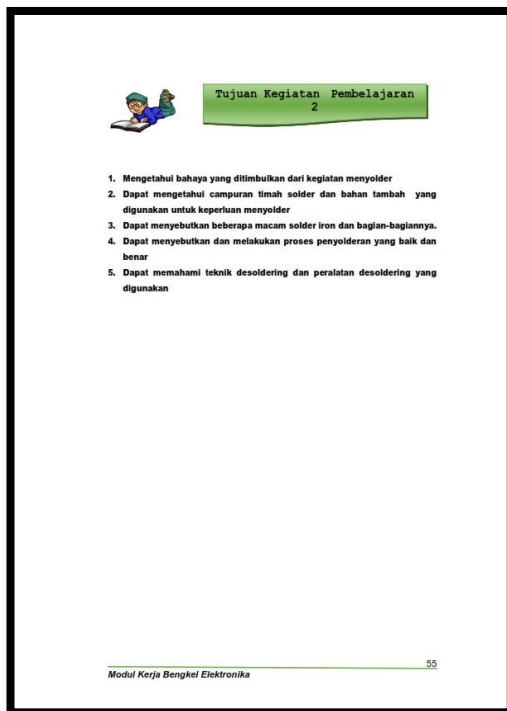 Tujuan Kegiatan Pembelajaran
2
1. Mengetahui bahaya yang ditimbulkan dari kegiatan menyolder
2. Dapat mengetahui campuran timah solder dan bahan tambah yang
digunakan untuk keperluan menyolder
3. Dapat menyebutkan beberapa macam solder iron dan bagian-bagiannya.
4. Dapat menyebutkan dan melakukan proses penyolderan yang baik dan
benar
5. Dapat memahami teknik desoldering dan peralatan desoldering yang
digunakan
55
Modul Kerja Bengkel Elektronika